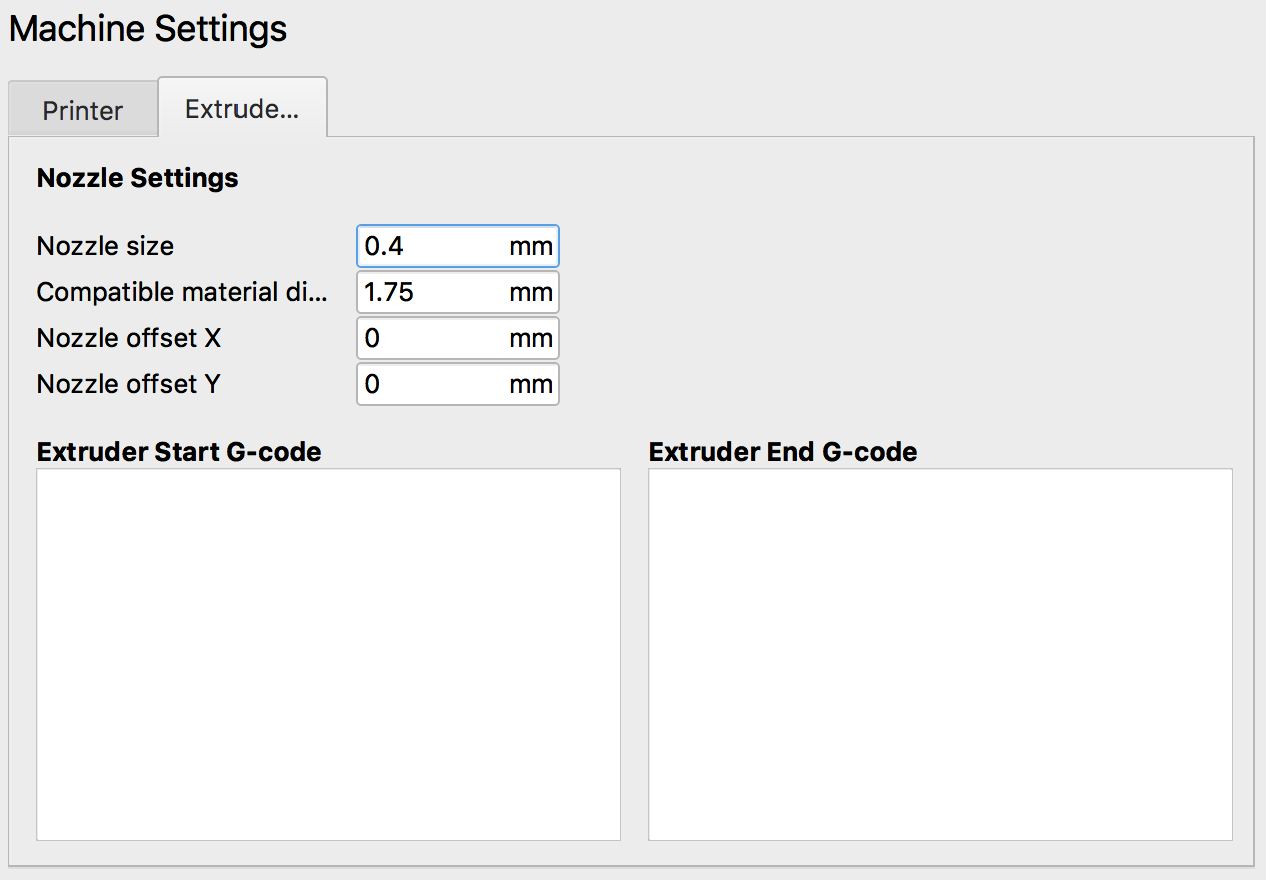 Machine Settings
Printer
Extrude...
Nozzle Settings
Nozzle size 0.4 mm
Compatible material di... 1.75 mm
Nozzle offset X 0 mm
Nozzle offset Y 0 mm
Extruder Start G-code
Extruder End G-code